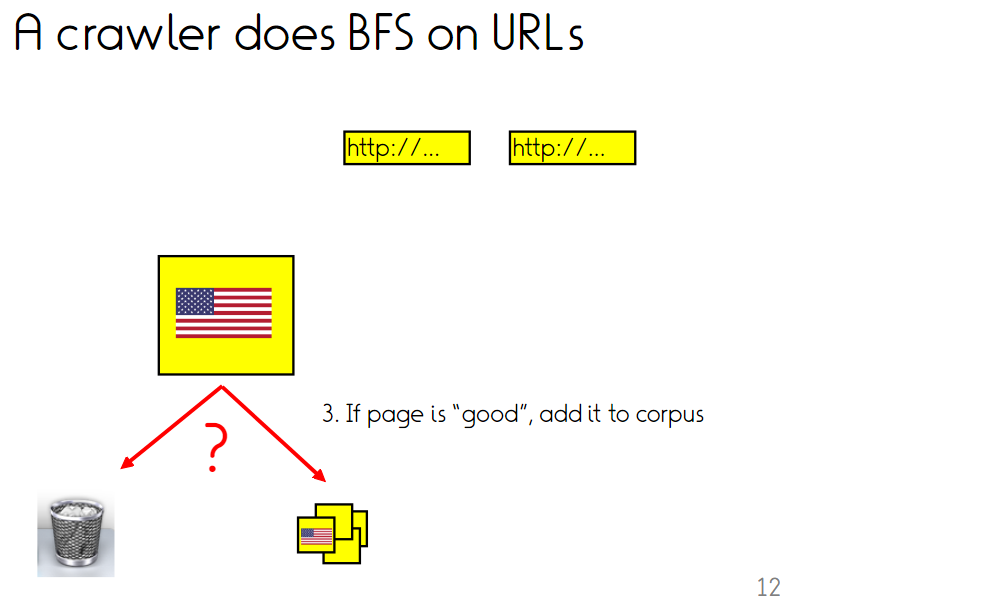 A crawler does BFS on URLs
http://...
http://...
3. If page is “good”, add it to corpus
?
12